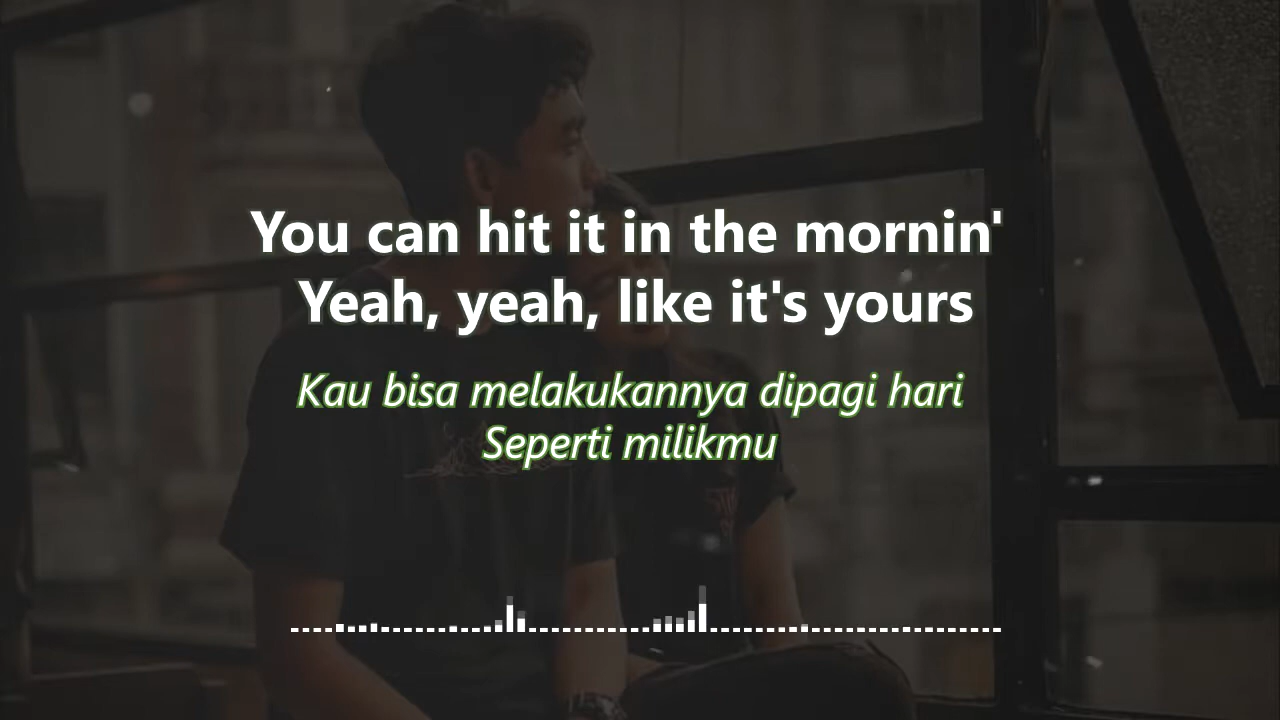 You can hit it in the mornin'
Yeah, yeah, like it's yours
Kau bisa melakukannya dipagi hari
Seperti milikmu